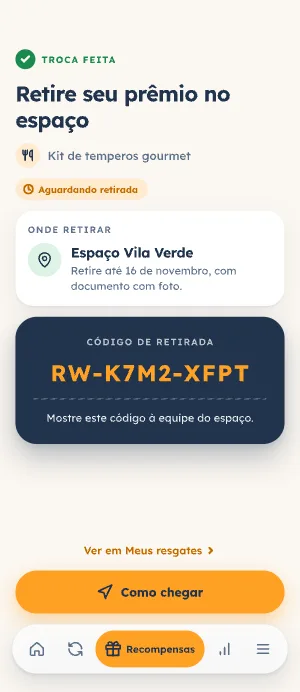 TROCA FEITA
Retire seu prêmio no
espaço
Kit de temperos gourmet
Aguardando retirada
ONDE RETIRAR
Espaço Vila Verde
Retire até 16 de novembro, com
documento com foto.
CÓDIGO DE RETIRADA
RW-K7M2-XFPT
Mostre este código à equipe do espaço.
Ver em Meus resgates
Como chegar
Recompensas